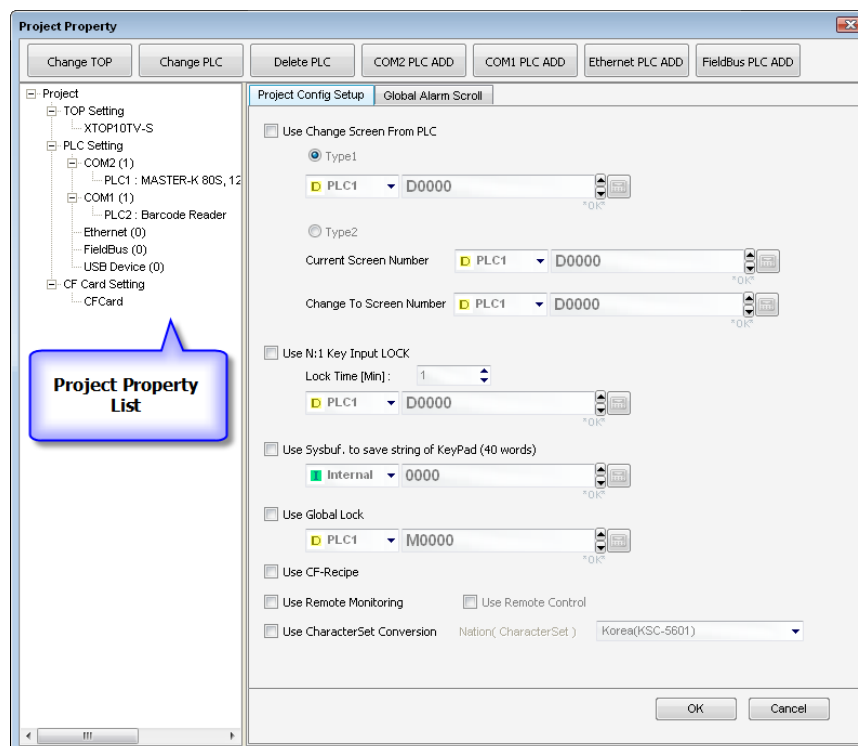 Project Property
Change TOP Change PLC Delete PLC COM2 PLC ADD COM1 PLC ADD Ethernet PLC ADD FieldBus PLC ADD
Project
TOP Setting
XTOP10TV-S
PLC Setting
COM2 (1)
PLC1 : MASTER-K 80S, 12
COM1 (1)
PLC2 : Barcode Reader
Ethernet (0)
FieldBus (0)
USB Device (0)
CF Card Setting
CFCard
Project Property
List
Project Config Setup Global Alarm Scroll
Use Change Screen From PLC
Type1
D PLC1 D0000
"OK"
Type2
Current Screen Number D PLC1 D0000
"OK"
Change To Screen Number D PLC1 D0000
"OK"
Use N:1 Key Input LOCK
Lock Time [Min] : 1
D PLC1 D0000
"OK"
Use Sysbuf. to save string of KeyPad (40 words)
I Internal 0000
"OK"
Use Global Lock
D PLC1 M0000
"OK"
Use CF-Recipe
Use Remote Monitoring Use Remote Control
Use CharacterSet Conversion Nation( CharacterSet ) Korea(KSC-5601)
OK Cancel